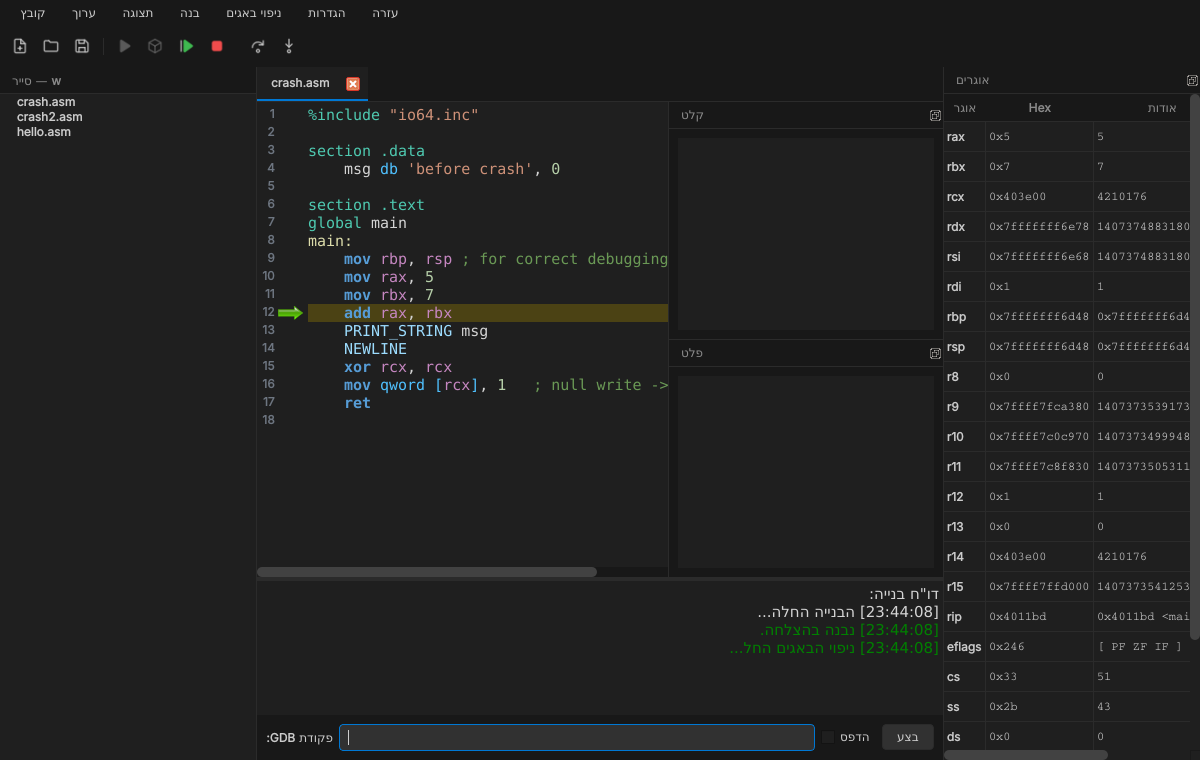 קובץ ערוך תצוגה בנה ניפוי באגים הגדרות עזרה
סייר — w
crash.asm
crash2.asm
hello.asm
crash.asm
1 %include "io64.inc"
2
3 section .data
4 msg db 'before crash', 0
5
6 section .text
7 global main
8 main:
9 mov rbp, rsp ; for correct debugging
10 mov rax, 5
11 mov rbx, 7
12 add rax, rbx
13 PRINT_STRING msg
14 NEWLINE
15 xor rcx, rcx
16 mov qword [rcx], 1 ; null write ->
17 ret
18
קלט
פלט
דו"ח בנייה:
[23:44:08] הבנייה החלה...
[23:44:08] נבנה בהצלחה.
[23:44:08] ניפוי הבאגים החל...
פקודת GDB:
הדפס
בצע
אוגרים
אוגר Hex אודות
rax 0x5 5
rbx 0x7 7
rcx 0x403e00 4210176
rdx 0x7fffffff6e78 1407374883180
rsi 0x7fffffff6e68 1407374883180
rdi 0x1 1
rbp 0x7fffffff6d48 0x7fffffff6d4
rsp 0x7fffffff6d48 0x7fffffff6d4
r8 0x0 0
r9 0x7ffff7fca380 1407373539173
r10 0x7ffff7c0c970 1407373499948
r11 0x7ffff7c8f830 1407373505311
r12 0x1 1
r13 0x0 0
r14 0x403e00 4210176
r15 0x7ffff7ffd000 1407373541253
rip 0x4011bd 0x4011bd <mai
eflags 0x246 [ PF ZF IF ]
cs 0x33 51
ss 0x2b 43
ds 0x0 0